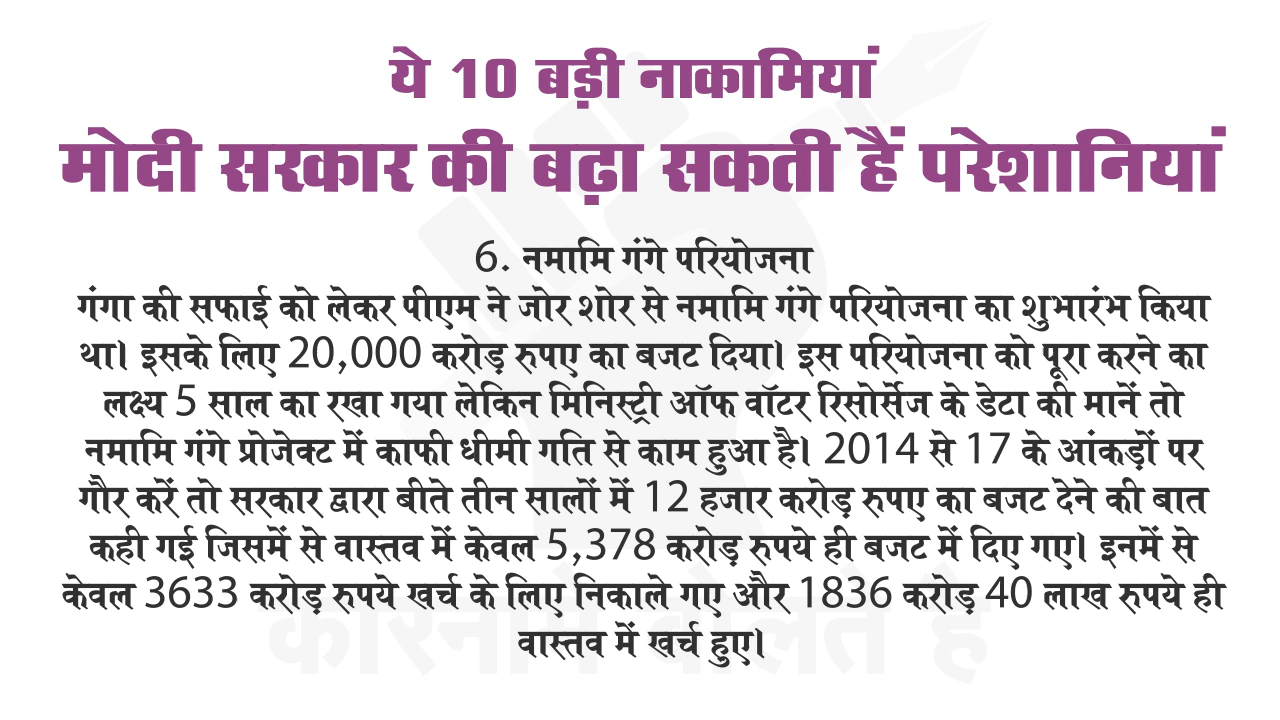 ये 10 बड़ी नाकामियां
मोदी सरकार की बढ़ा सकती हैं परेशानियां
6. नमामि गंगे परियोजना
गंगा की सफाई को लेकर पीएम ने जोर शोर से नमामि गंगे परियोजना का शुभारंभ किया
था। इसके लिए 20,000 करोड़ रुपए का बजट दिया। इस परियोजना को पूरा करने का
लक्ष्य 5 साल का रखा गया लेकिन मिनिस्ट्री ऑफ वॉटर रिसोर्सेज के डेटा की मानें तो
नमामि गंगे प्रोजेक्ट में काफी धीमी गति से काम हुआ है। 2014 से 17 के आंकड़ों पर
गौर करें तो सरकार द्वारा बीते तीन सालों में 12 हजार करोड़ रुपए का बजट देने की बात
कही गई जिसमें से वास्तव में केवल 5,378 करोड़ रुपये ही बजट में दिए गए। इनमें से
केवल 3633 करोड़ रुपये खर्च के लिए निकाले गए और 1836 करोड़ 40 लाख रुपये ही
वास्तव में खर्च हुए।
कारनामे बोलते हैं